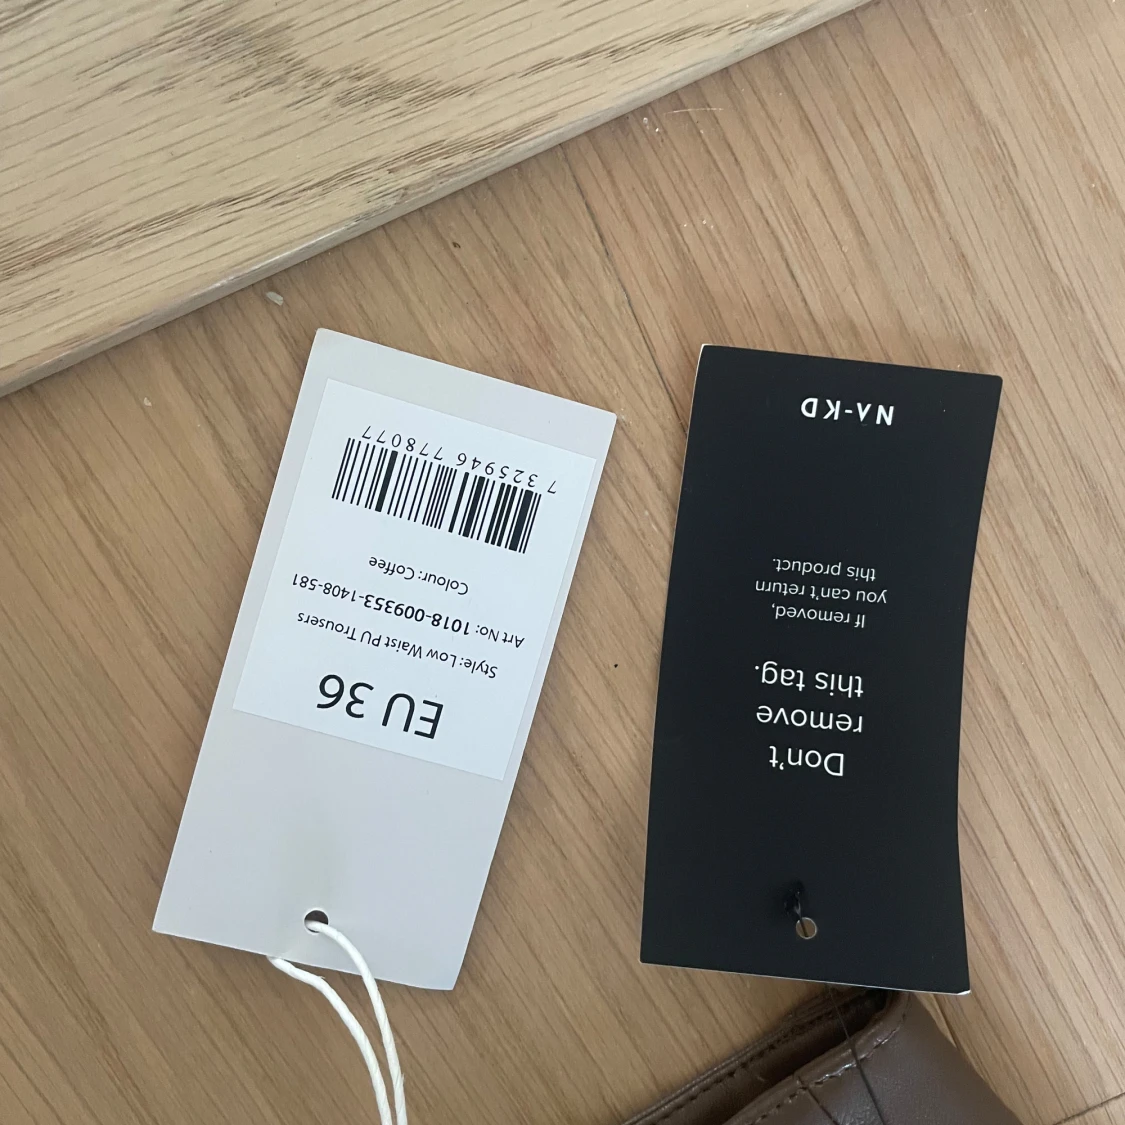 EU 36
Style: Low Waist PU Trousers
Art No: 1018-009353-1408-581
Colour: Coffee
7 325946 778077
Don't
remove
this tag.
If removed,
you can't return
this product.
NA-KD